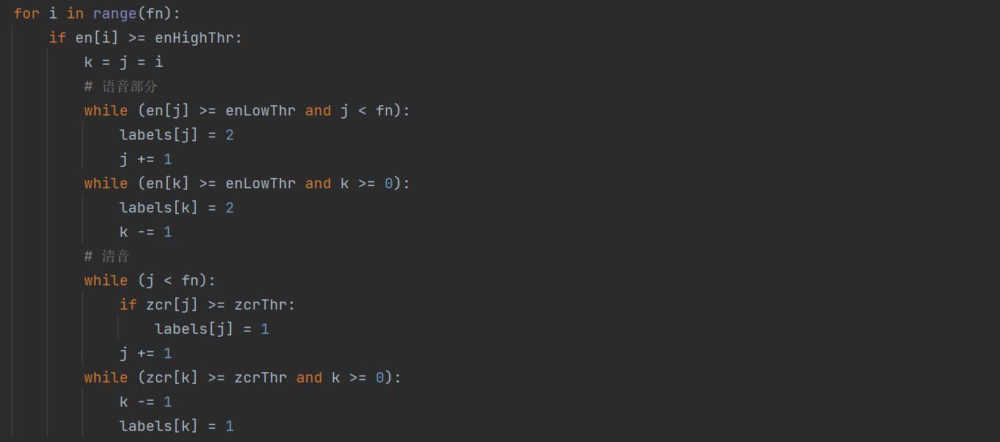 for i in range(fn):
    if en[i] >= enHighThr:
        k = j = i
        # 语音部分
        while (en[j] >= enLowThr and j < fn):
            labels[j] = 2
            j += 1
        while (en[k] >= enLowThr and k >= 0):
            labels[k] = 2
            k -= 1
        # 清音
        while (j < fn):
            if zcr[j] >= zcrThr:
                labels[j] = 1
            j += 1
        while (zcr[k] >= zcrThr and k >= 0):
            k -= 1
            labels[k] = 1